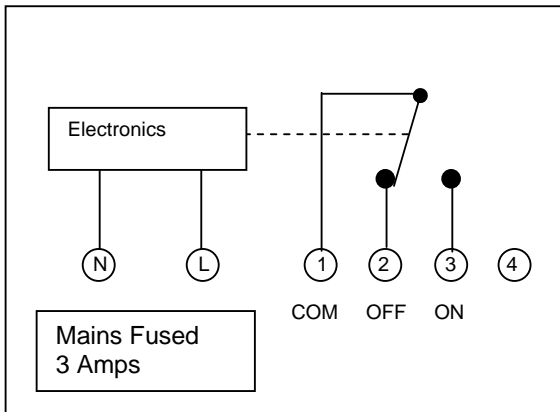 Electronics
N L 1 2 3 4
COM OFF ON
Mains Fused
3 Amps